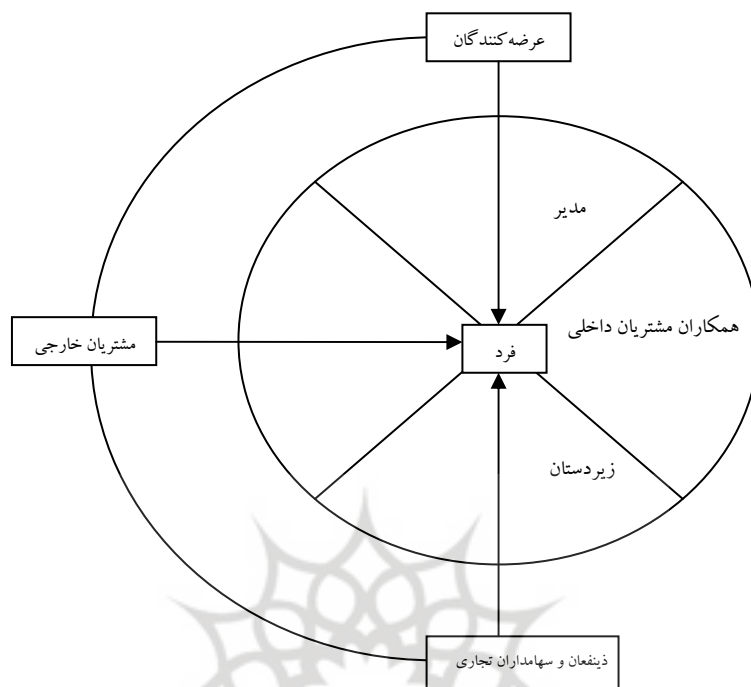 عرضه‌کنندگان
مدیر
همکاران مشتریان داخلی
فرد
مشتریان خارجی
زیردستان
ذینفعان و سهامداران تجاری